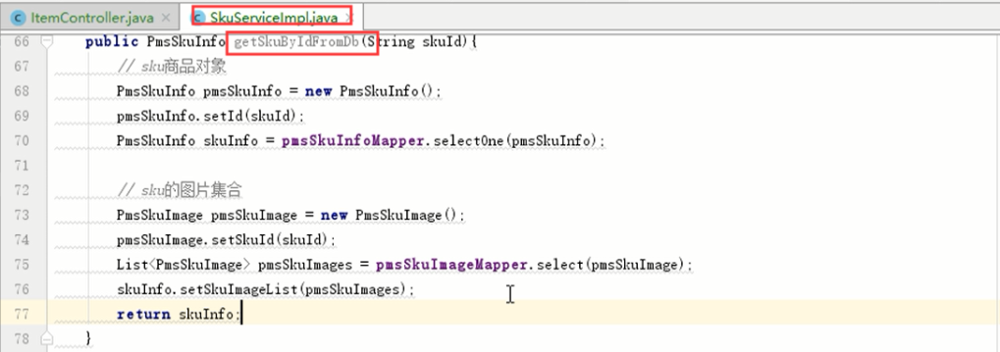 ItemController.java × SkuServiceImpl.java ×
66 public PmsSkuInfo getSkuByIdFromDb(String skuId){
67 // sku商品对象
68 PmsSkuInfo pmsSkuInfo = new PmsSkuInfo();
69 pmsSkuInfo.setId(skuId);
70 PmsSkuInfo skuInfo = pmsSkuInfoMapper.selectOne(pmsSkuInfo);
71
72 // sku的图片集合
73 PmsSkuImage pmsSkuImage = new PmsSkuImage();
74 pmsSkuImage.setSkuId(skuId);
75 List<PmsSkuImage> pmsSkuImages = pmsSkuImageMapper.select(pmsSkuImage);
76 skuInfo.setSkuImageList(pmsSkuImages);
77 return skuInfo;
78 }